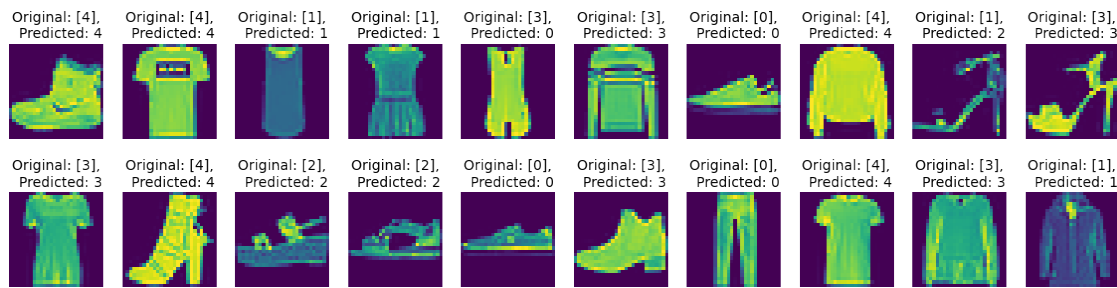 Original: [4], Original: [4], Original: [1], Original: [1], Original: [3], Original: [3], Original: [0], Original: [4], Original: [1], Original: [3],
Predicted: 4 Predicted: 4 Predicted: 1 Predicted: 1 Predicted: 0 Predicted: 3 Predicted: 0 Predicted: 4 Predicted: 2 Predicted: 3
Original: [3], Original: [4], Original: [2], Original: [2], Original: [0], Original: [3], Original: [0], Original: [4], Original: [3], Original: [1],
Predicted: 3 Predicted: 4 Predicted: 2 Predicted: 2 Predicted: 0 Predicted: 3 Predicted: 0 Predicted: 4 Predicted: 3 Predicted: 1